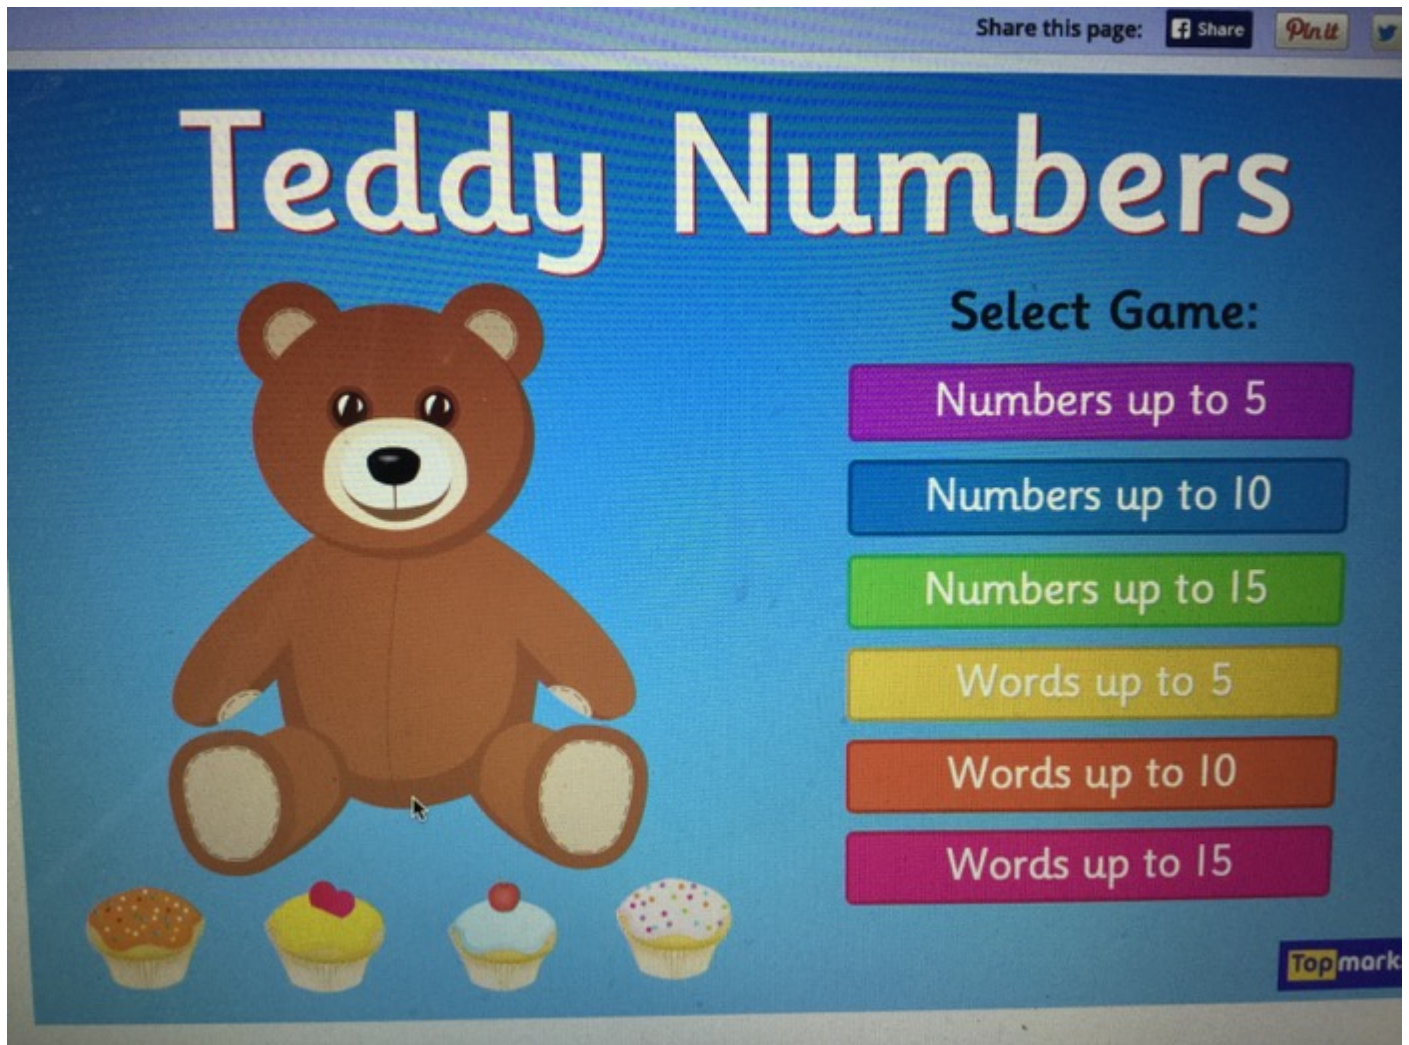 Share this page:
Share
Pin it
Teddy Numbers
Select Game:
Numbers up to 5
Numbers up to 10
Numbers up to 15
Words up to 5
Words up to 10
Words up to 15
Topmark